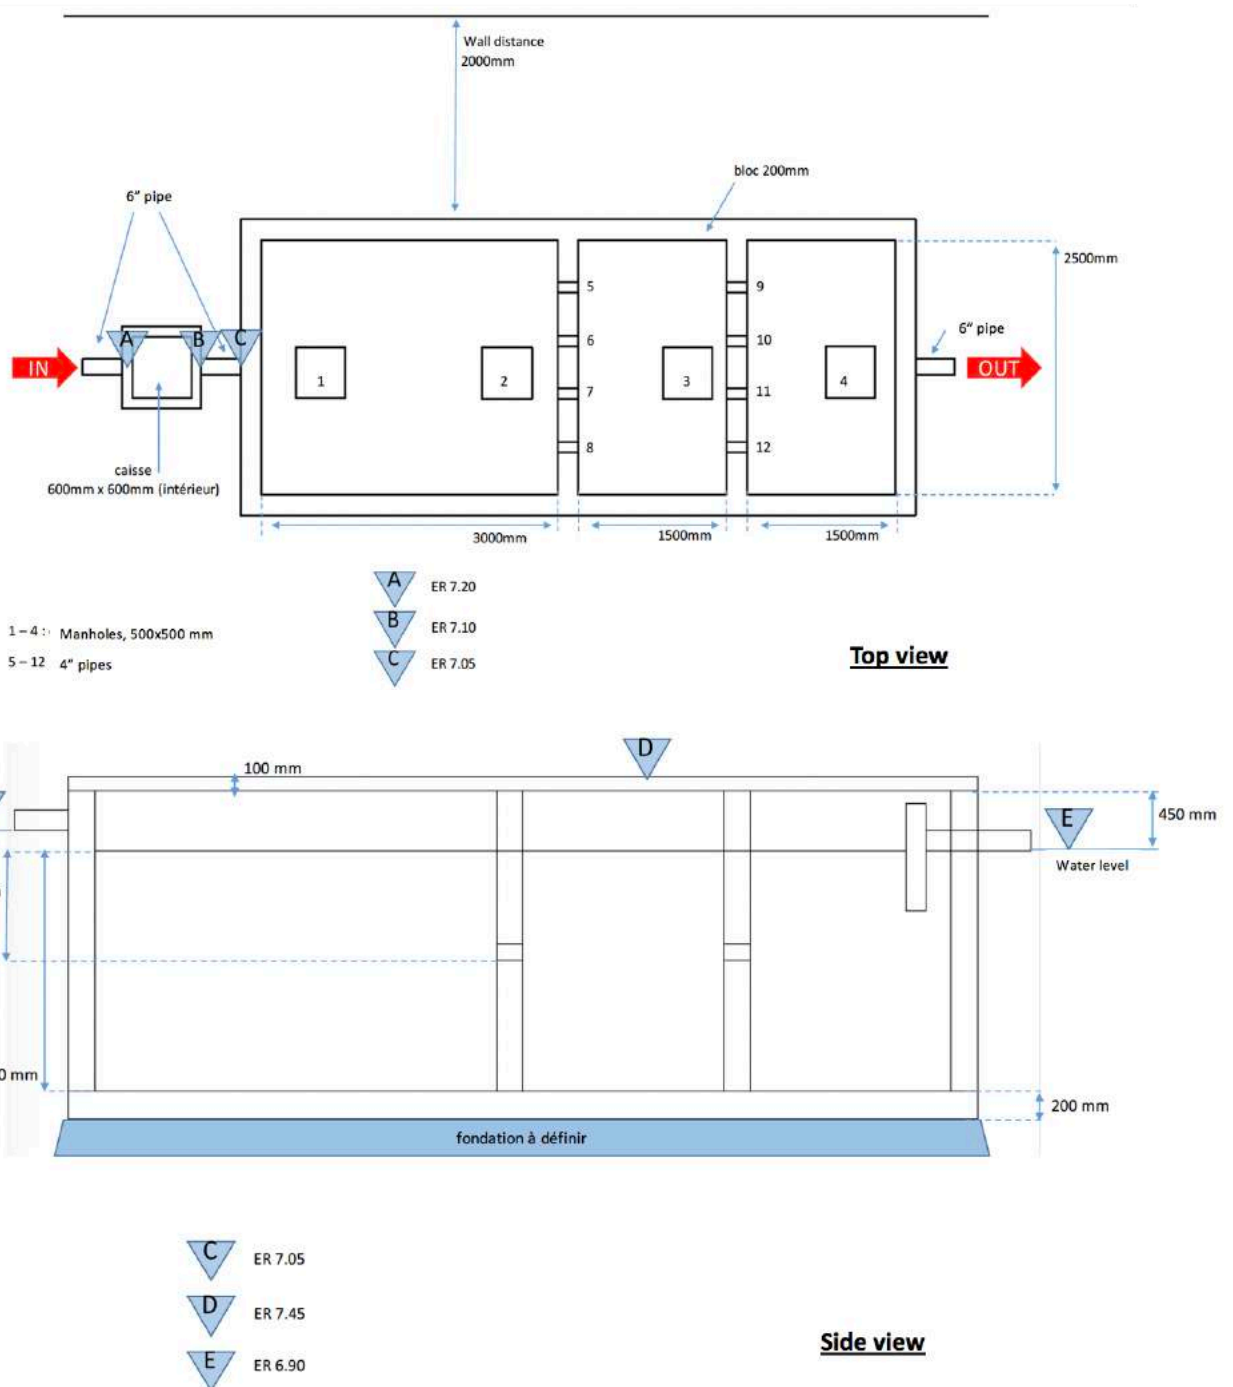 Wall distance
2000mm
bloc 200mm
6" pipe
2500mm
A
B
C
5
9
6
10
6" pipe
IN
1
2
3
4
OUT
7
11
8
12
caisse
600mm x 600mm (intérieur)
3000mm
1500mm
1500mm
A
ER 7.20
B
ER 7.10
C
ER 7.05
1 – 4 :
Manholes, 500x500 mm
5 – 12
4" pipes
Top view
D
100 mm
450 mm
E
Water level
0 mm
200 mm
fondation à définir
C
ER 7.05
D
ER 7.45
E
ER 6.90
Side view